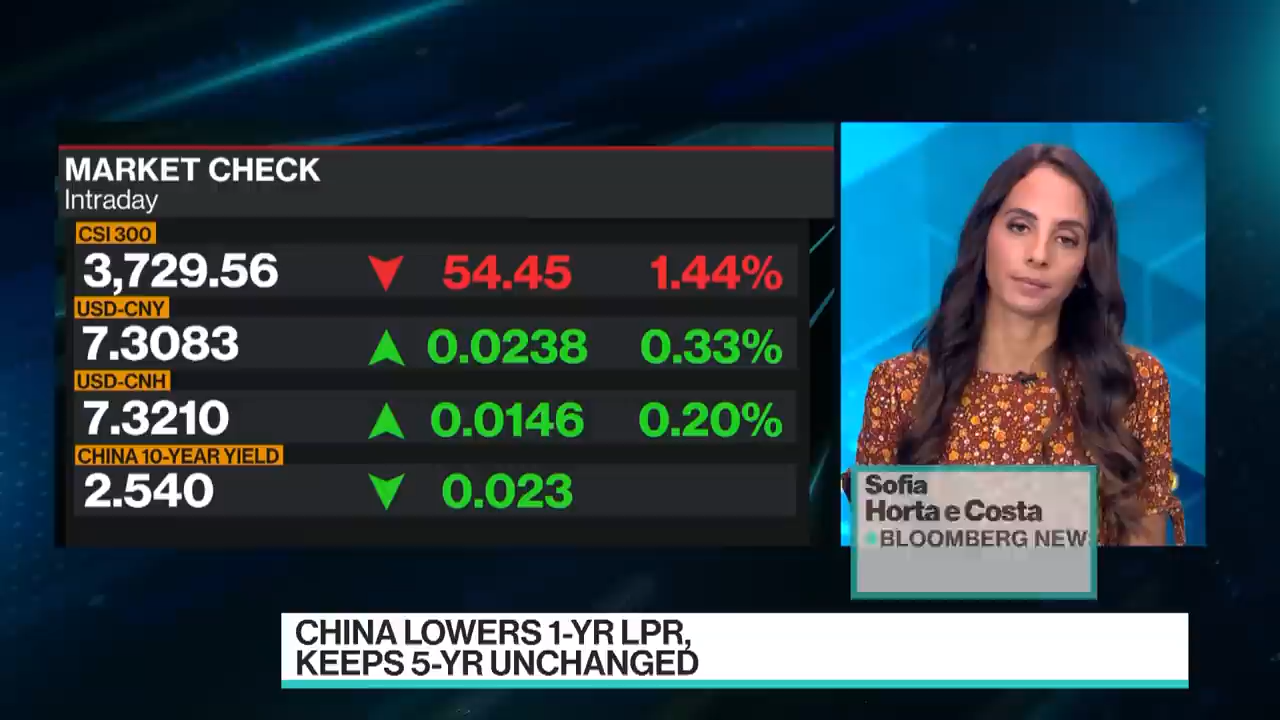 MARKET CHECK
Intraday
CSI 300
3,729.56 ▼ 54.45 1.44%
USD-CNY
7.3083 ▲ 0.0238 0.33%
USD-CNH
7.3210 ▲ 0.0146 0.20%
CHINA 10-YEAR YIELD
2.540 ▼ 0.023
Sofia
Horta e Costa
BLOOMBERG NEW
CHINA LOWERS 1-YR LPR,
KEEPS 5-YR UNCHANGED